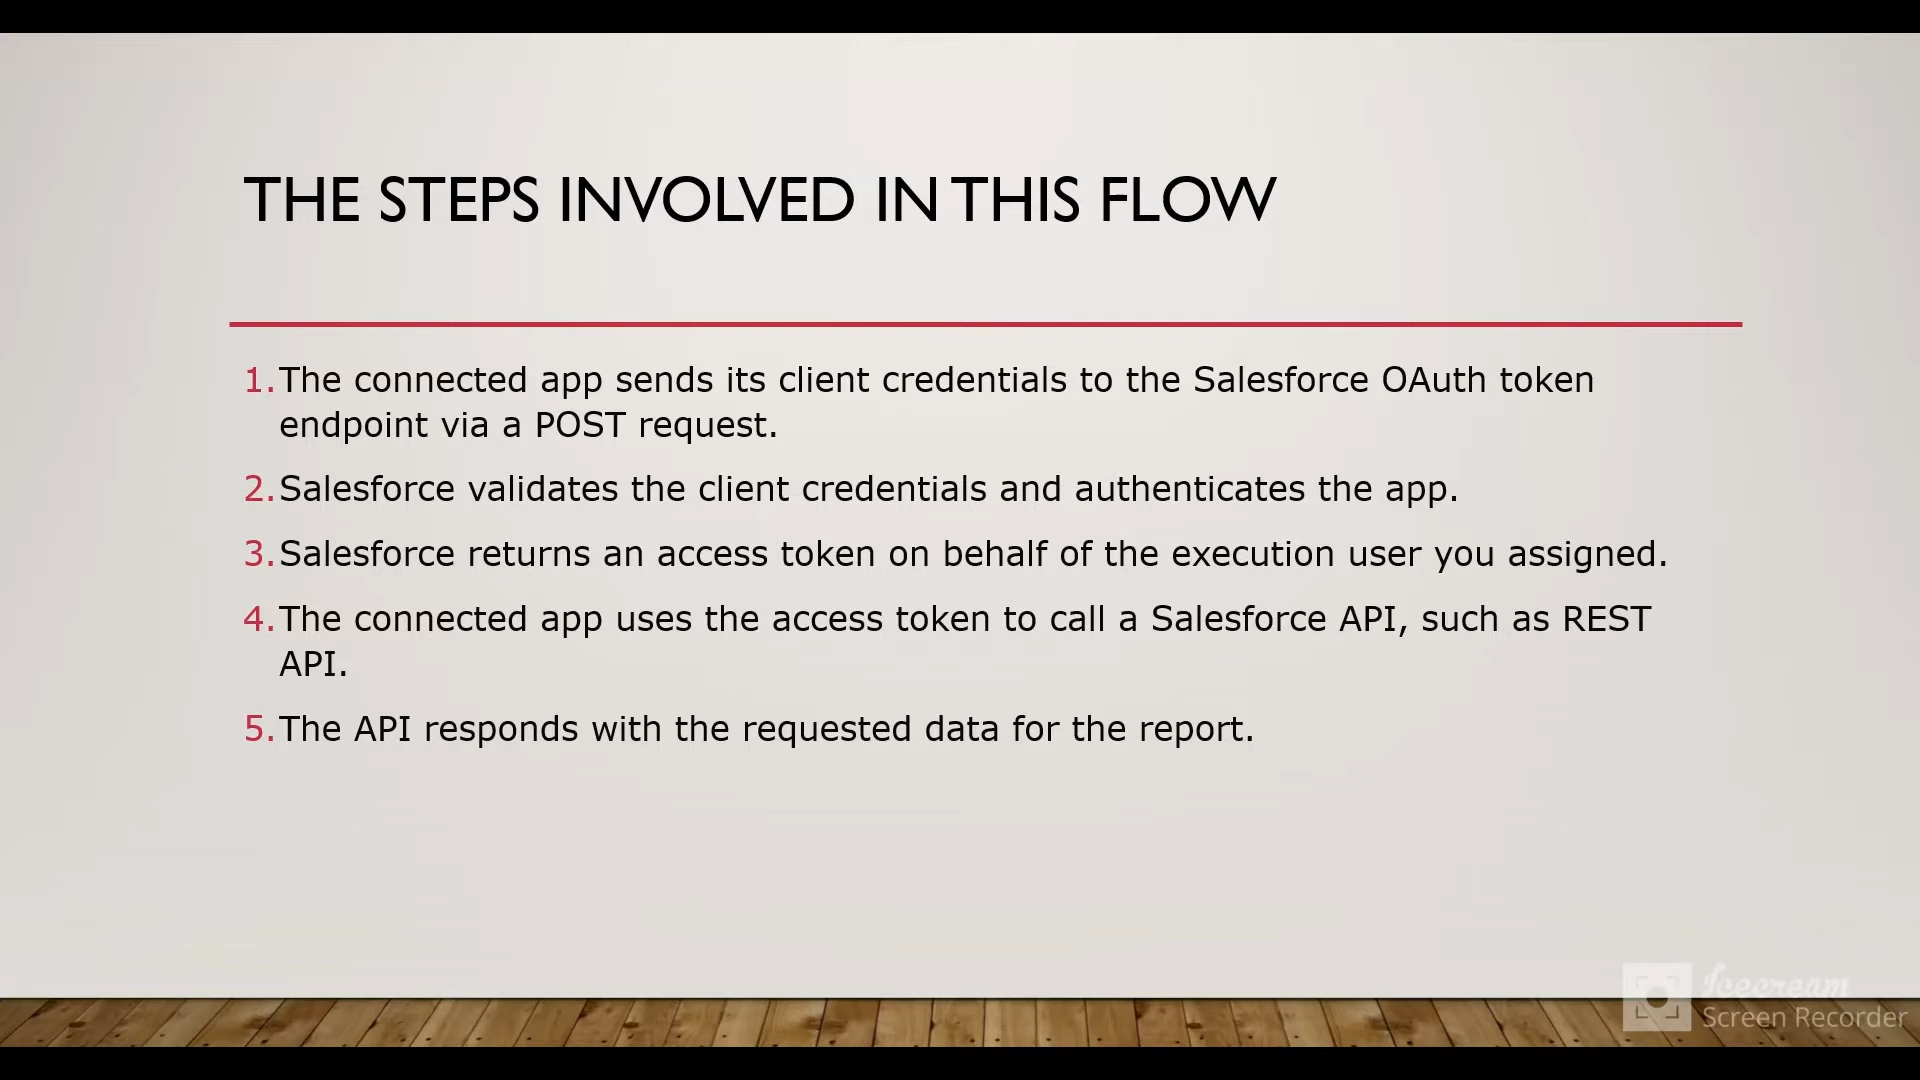 THE STEPS INVOLVED IN THIS FLOW
1. The connected app sends its client credentials to the Salesforce OAuth token
endpoint via a POST request.
2. Salesforce validates the client credentials and authenticates the app.
3. Salesforce returns an access token on behalf of the execution user you assigned.
4. The connected app uses the access token to call a Salesforce API, such as REST
API.
5. The API responds with the requested data for the report.
Icecream
Screen Recorder